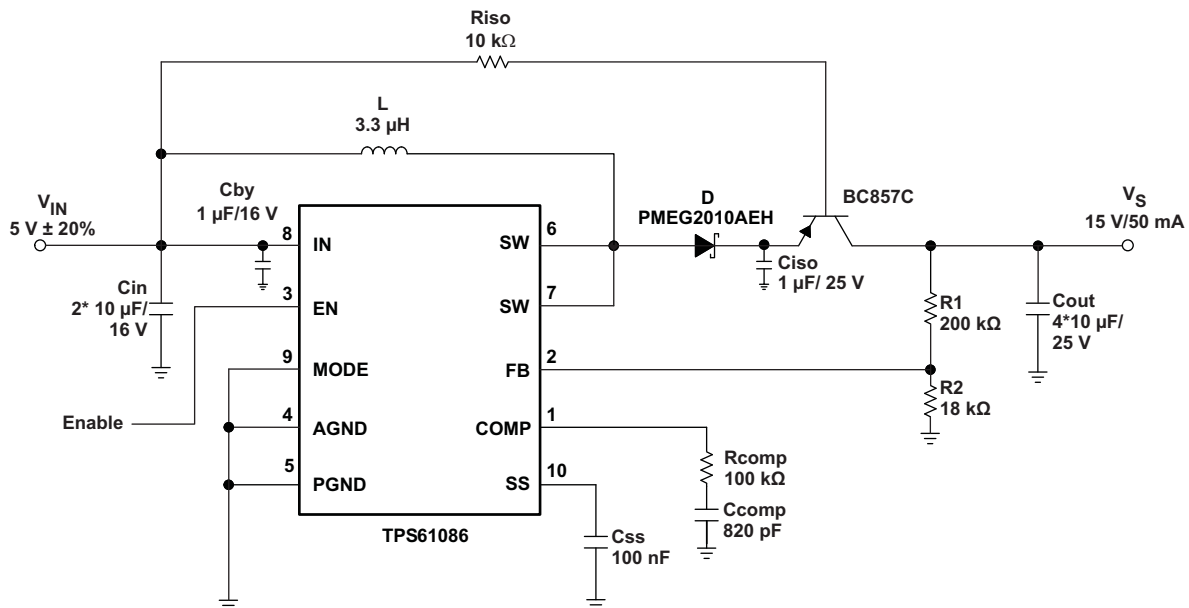 Riso
10 kΩ
L
3.3 µH
Cby
1 µF/16 V
VIN
5 V ± 20%
D
PMEG2010AEH
BC857C
VS
15 V/50 mA
8
IN
SW
6
Cin
2* 10 µF/
16 V
3
EN
SW
7
Ciso
1 µF/ 25 V
R1
200 kΩ
Cout
4*10 µF/
25 V
9
MODE
FB
2
R2
18 kΩ
Enable
4
AGND
COMP
1
Rcomp
100 kΩ
5
PGND
SS
10
Ccomp
820 pF
TPS61086
Css
100 nF